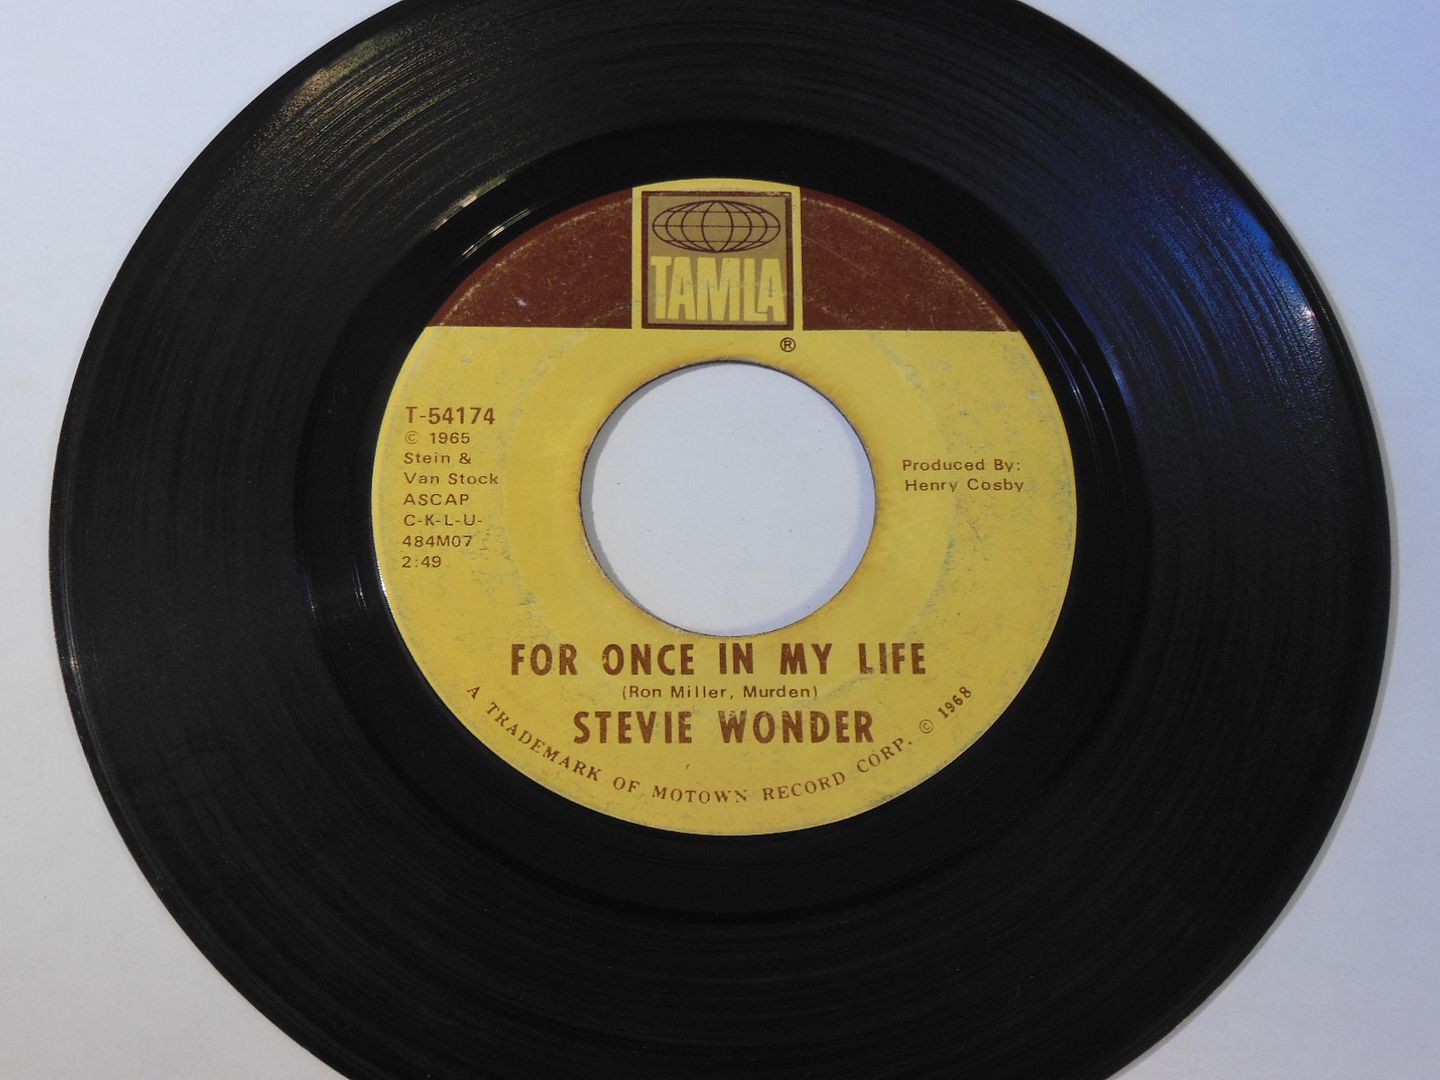 TAMLA
®
T-54174
© 1965
Stein &
Van Stock
ASCAP
C-K-L-U-
484M07
2:49
Produced By:
Henry Cosby
FOR ONCE IN MY LIFE
(Ron Miller, Murden)
STEVIE WONDER
A TRADEMARK OF MOTOWN RECORD CORP. © 1968